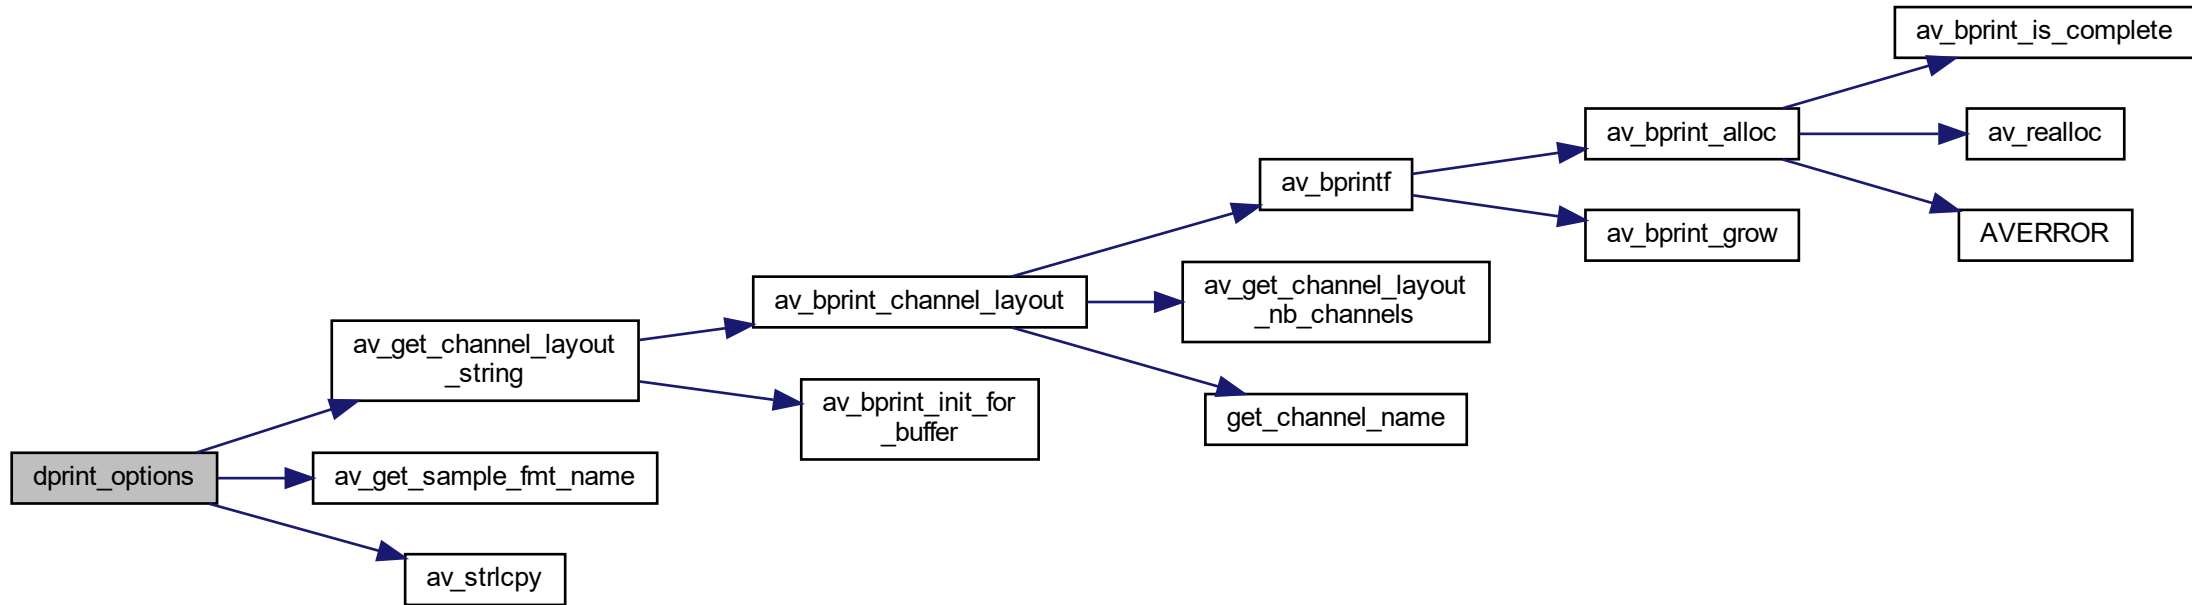 av_bprint_is_complete
av_bprint_alloc
av_realloc
av_bprintf
av_bprint_grow
AVERROR
av_bprint_channel_layout
av_get_channel_layout
_nb_channels
av_get_channel_layout
_string
av_bprint_init_for
_buffer
get_channel_name
dprint_options
av_get_sample_fmt_name
av_strlcpy